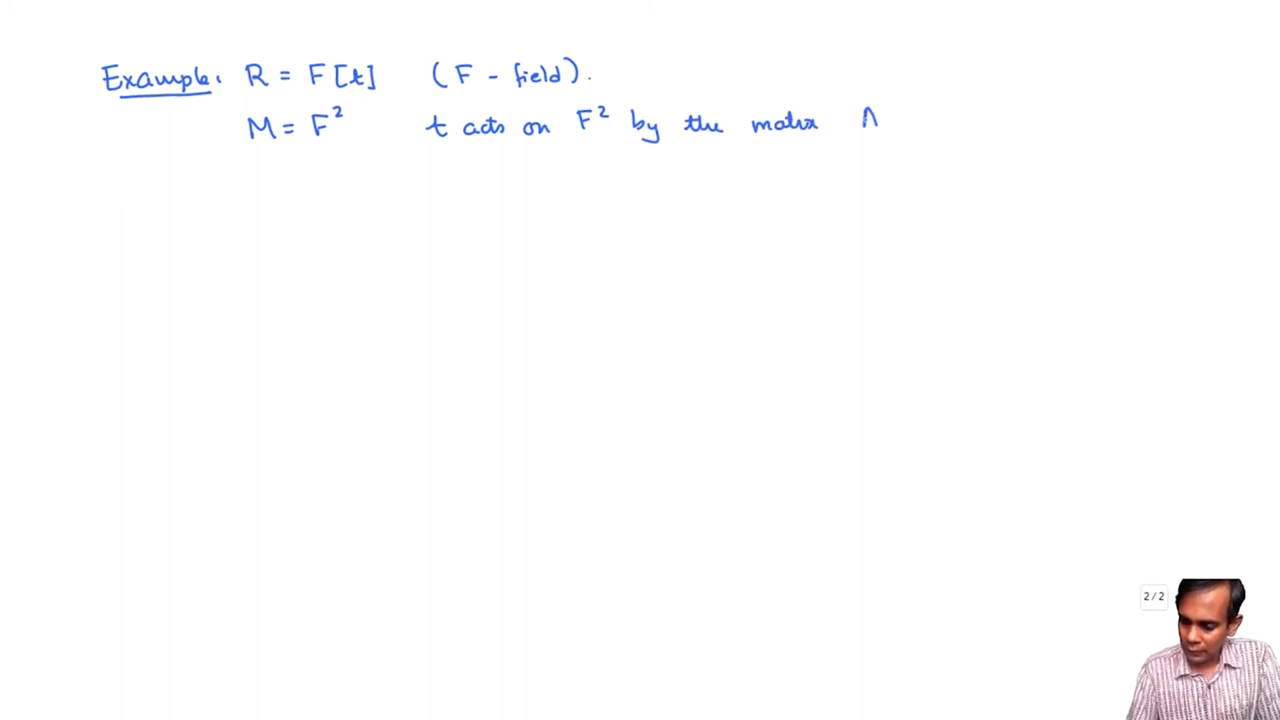 Example: R = F[t] (F - field).
M = F² t acts on F² by the matrix
2/2